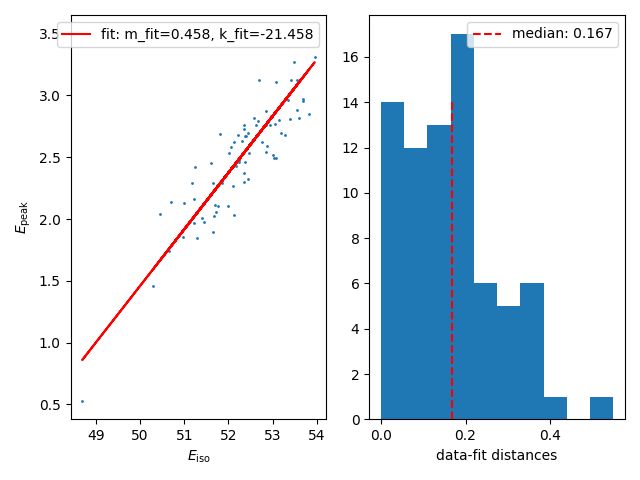 fit: m_fit=0.458, k_fit=-21.458
3.5
3.0
2.5
2.0
1.5
1.0
0.5
E_peak
49 50 51 52 53 54
E_iso
median: 0.167
16
14
12
10
8
6
4
2
0
0.0 0.2 0.4
data-fit distances